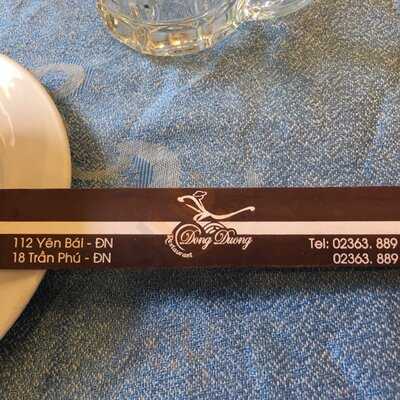 Dong Duong
Restaurant
112 Yên Bái - ĐN
18 Trần Phú - ĐN
Tel: 02363. 889
02363. 889